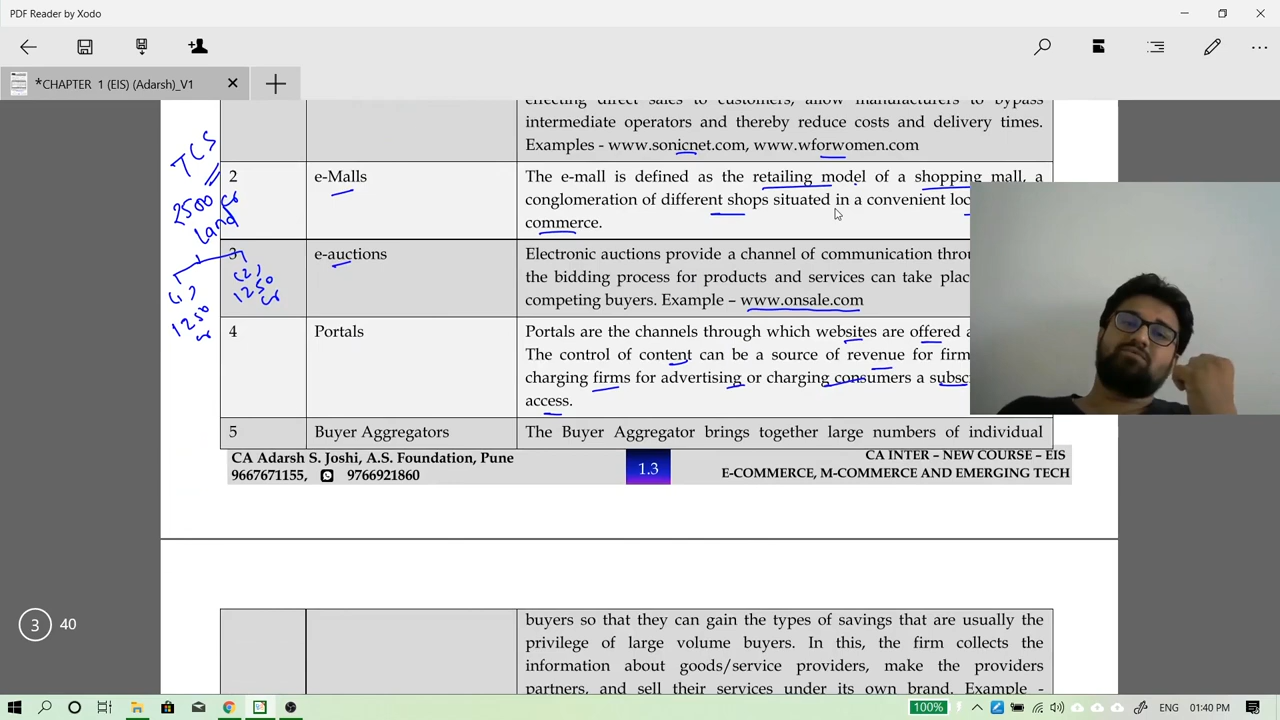 PDF Reader by Xodo
*CHAPTER 1 (EIS) (Adarsh)_V1
effecting direct sales to customers, allow manufacturers to bypass
intermediate operators and thereby reduce costs and delivery times.
Examples - www.sonicnet.com, www.wforwomen.com
TCS
2500 cr
Land
(1)
1250
cr
(2)
1250
cr
2
e-Malls
The e-mall is defined as the retailing model of a shopping mall, a
conglomeration of different shops situated in a convenient
commerce.
3
e-auctions
Electronic auctions provide a channel of communication
the bidding process for products and services can take
competing buyers. Example – www.onsale.com
4
Portals
Portals are the channels through which websites are offered
The control of content can be a source of revenue for
charging firms for advertising or charging consumers a
access.
5
Buyer Aggregators
The Buyer Aggregator brings together large numbers of individual
CA Adarsh S. Joshi, A.S. Foundation, Pune
9667671155, 9766921860
1.3
CA INTER – NEW COURSE – EIS
E-COMMERCE, M-COMMERCE AND EMERGING TECH
buyers so that they can gain the types of savings that are usually the
privilege of large volume buyers. In this, the firm collects the
information about goods/service providers, make the providers
partners, and sell their services under its own brand. Example -
3 40
100%
ENG
01:40 PM